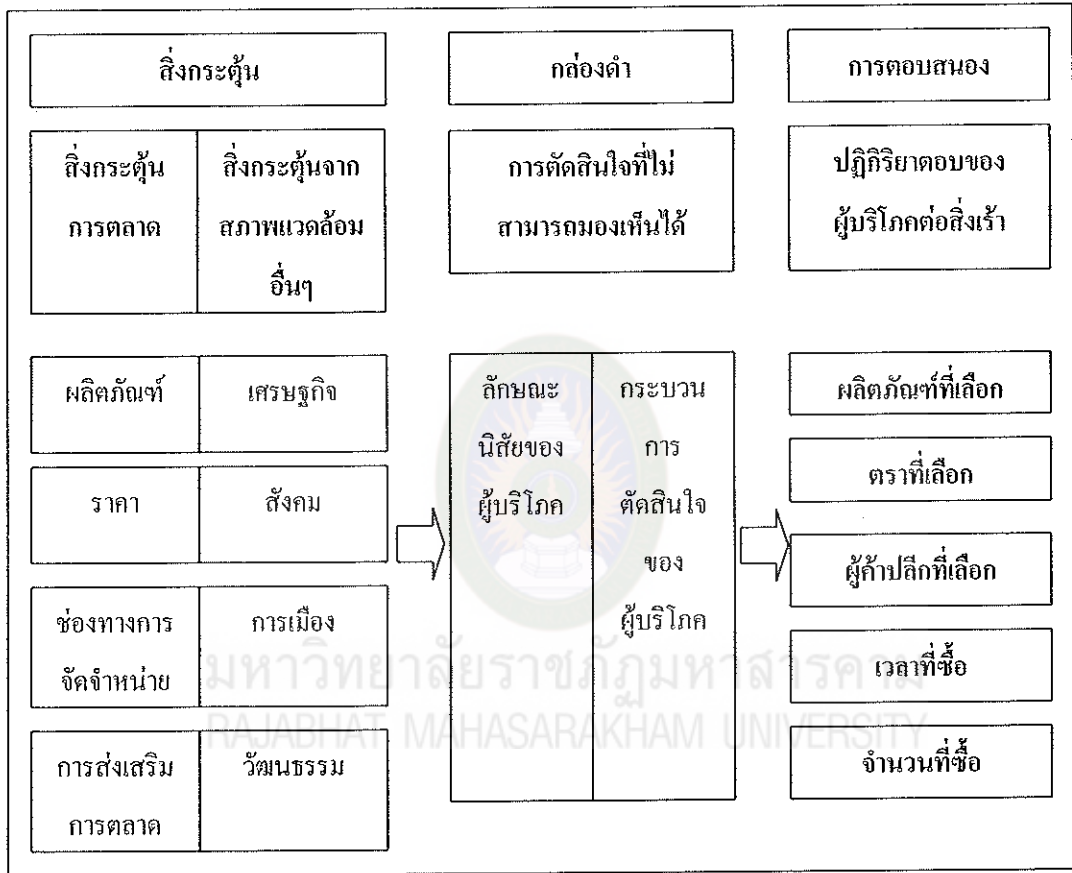 สิ่งกระตุ้น
กล่องดำ
การตอบสนอง
สิ่งกระตุ้น
การตลาด
สิ่งกระตุ้นจาก
สภาพแวดล้อม
อื่นๆ
การตัดสินใจที่ไม่
สามารถมองเห็นได้
ปฏิกิริยาตอบของ
ผู้บริโภคต่อสิ่งเร้า
ผลิตภัณฑ์
เศรษฐกิจ
ราคา
สังคม
ช่องทางการ
จัดจำหน่าย
การเมือง
การส่งเสริม
การตลาด
วัฒนธรรม
ลักษณะ
นิสัยของ
ผู้บริโภค
กระบวน
การ
ตัดสินใจ
ของ
ผู้บริโภค
ผลิตภัณฑ์ที่เลือก
ตราที่เลือก
ผู้ค้าปลีกที่เลือก
เวลาที่ซื้อ
จำนวนที่ซื้อ
มหาวิทยาลัยราชภัฏมหาสารคาม
RAJABHAT MAHASARAKHAM UNIVERSITY